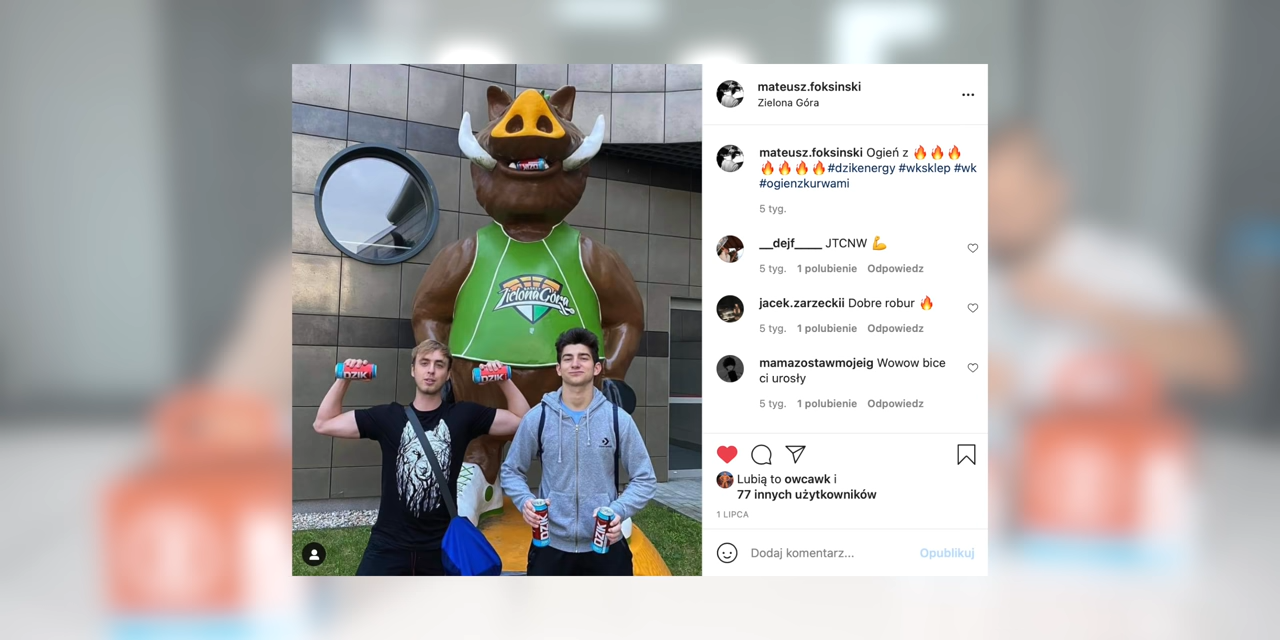 Zielona Góra
DZIK
DZIK
DZIK
DZIK
mateusz.foksinski
Zielona Góra
mateusz.foksinski Ogień z 🔥🔥🔥
🔥🔥🔥🔥#dzikenergy #wksklep #wk
#ogienzkurwami
5 tyg.
__dejf_____ JTCNW 💪
5 tyg. 1 polubienie Odpowiedz
jacek.zarzeckii Dobre robur 🔥
5 tyg. 1 polubienie Odpowiedz
mamazostawmojeig Wowow bice
ci urosły
5 tyg. 1 polubienie Odpowiedz
Lubią to owcawk i
77 innych użytkowników
1 LIPCA
Dodaj komentarz...
Opublikuj